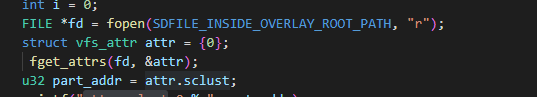 int i = 0;
FILE *fd = fopen(SDFILE_INSIDE_OVERLAY_ROOT_PATH, "r");
struct vfs_attr attr = {0};
fget_attrs(fd, &attr);
u32 part_addr = attr.sclust;